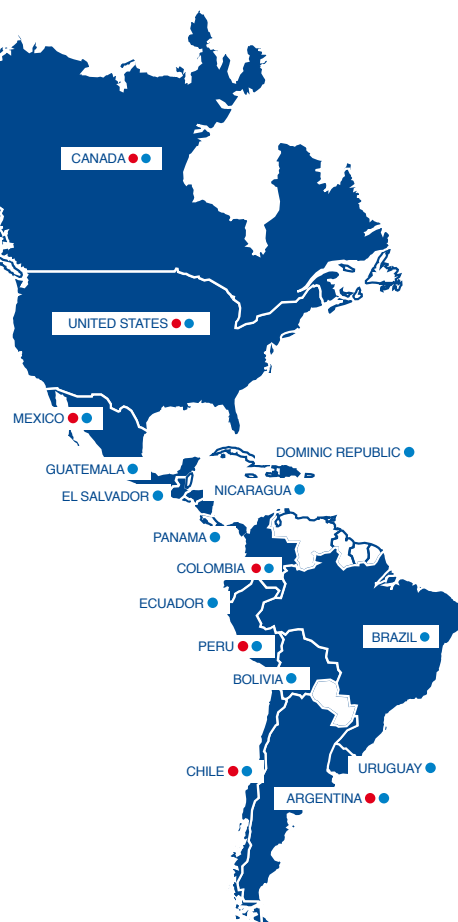 CANADA
UNITED STATES
MEXICO
DOMINIC REPUBLIC
GUATEMALA
NICARAGUA
EL SALVADOR
PANAMA
COLOMBIA
ECUADOR
BRAZIL
PERU
BOLIVIA
URUGUAY
CHILE
ARGENTINA